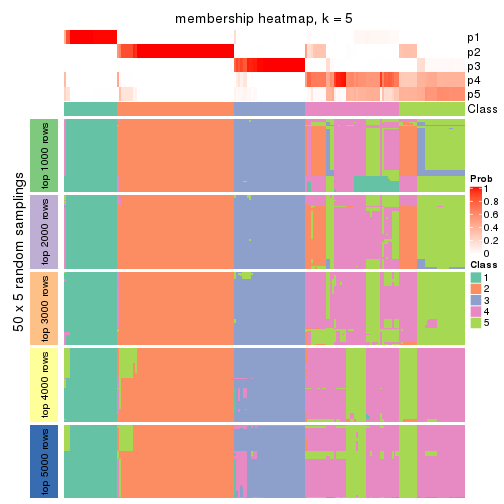 membership heatmap, k = 5
p1
p2
p3
p4
p5
Class
50 x 5 random samplings
top 1000 rows
top 2000 rows
top 3000 rows
top 4000 rows
top 5000 rows
Prob
1
0.8
0.6
0.4
0.2
0
Class
1
2
3
4
5